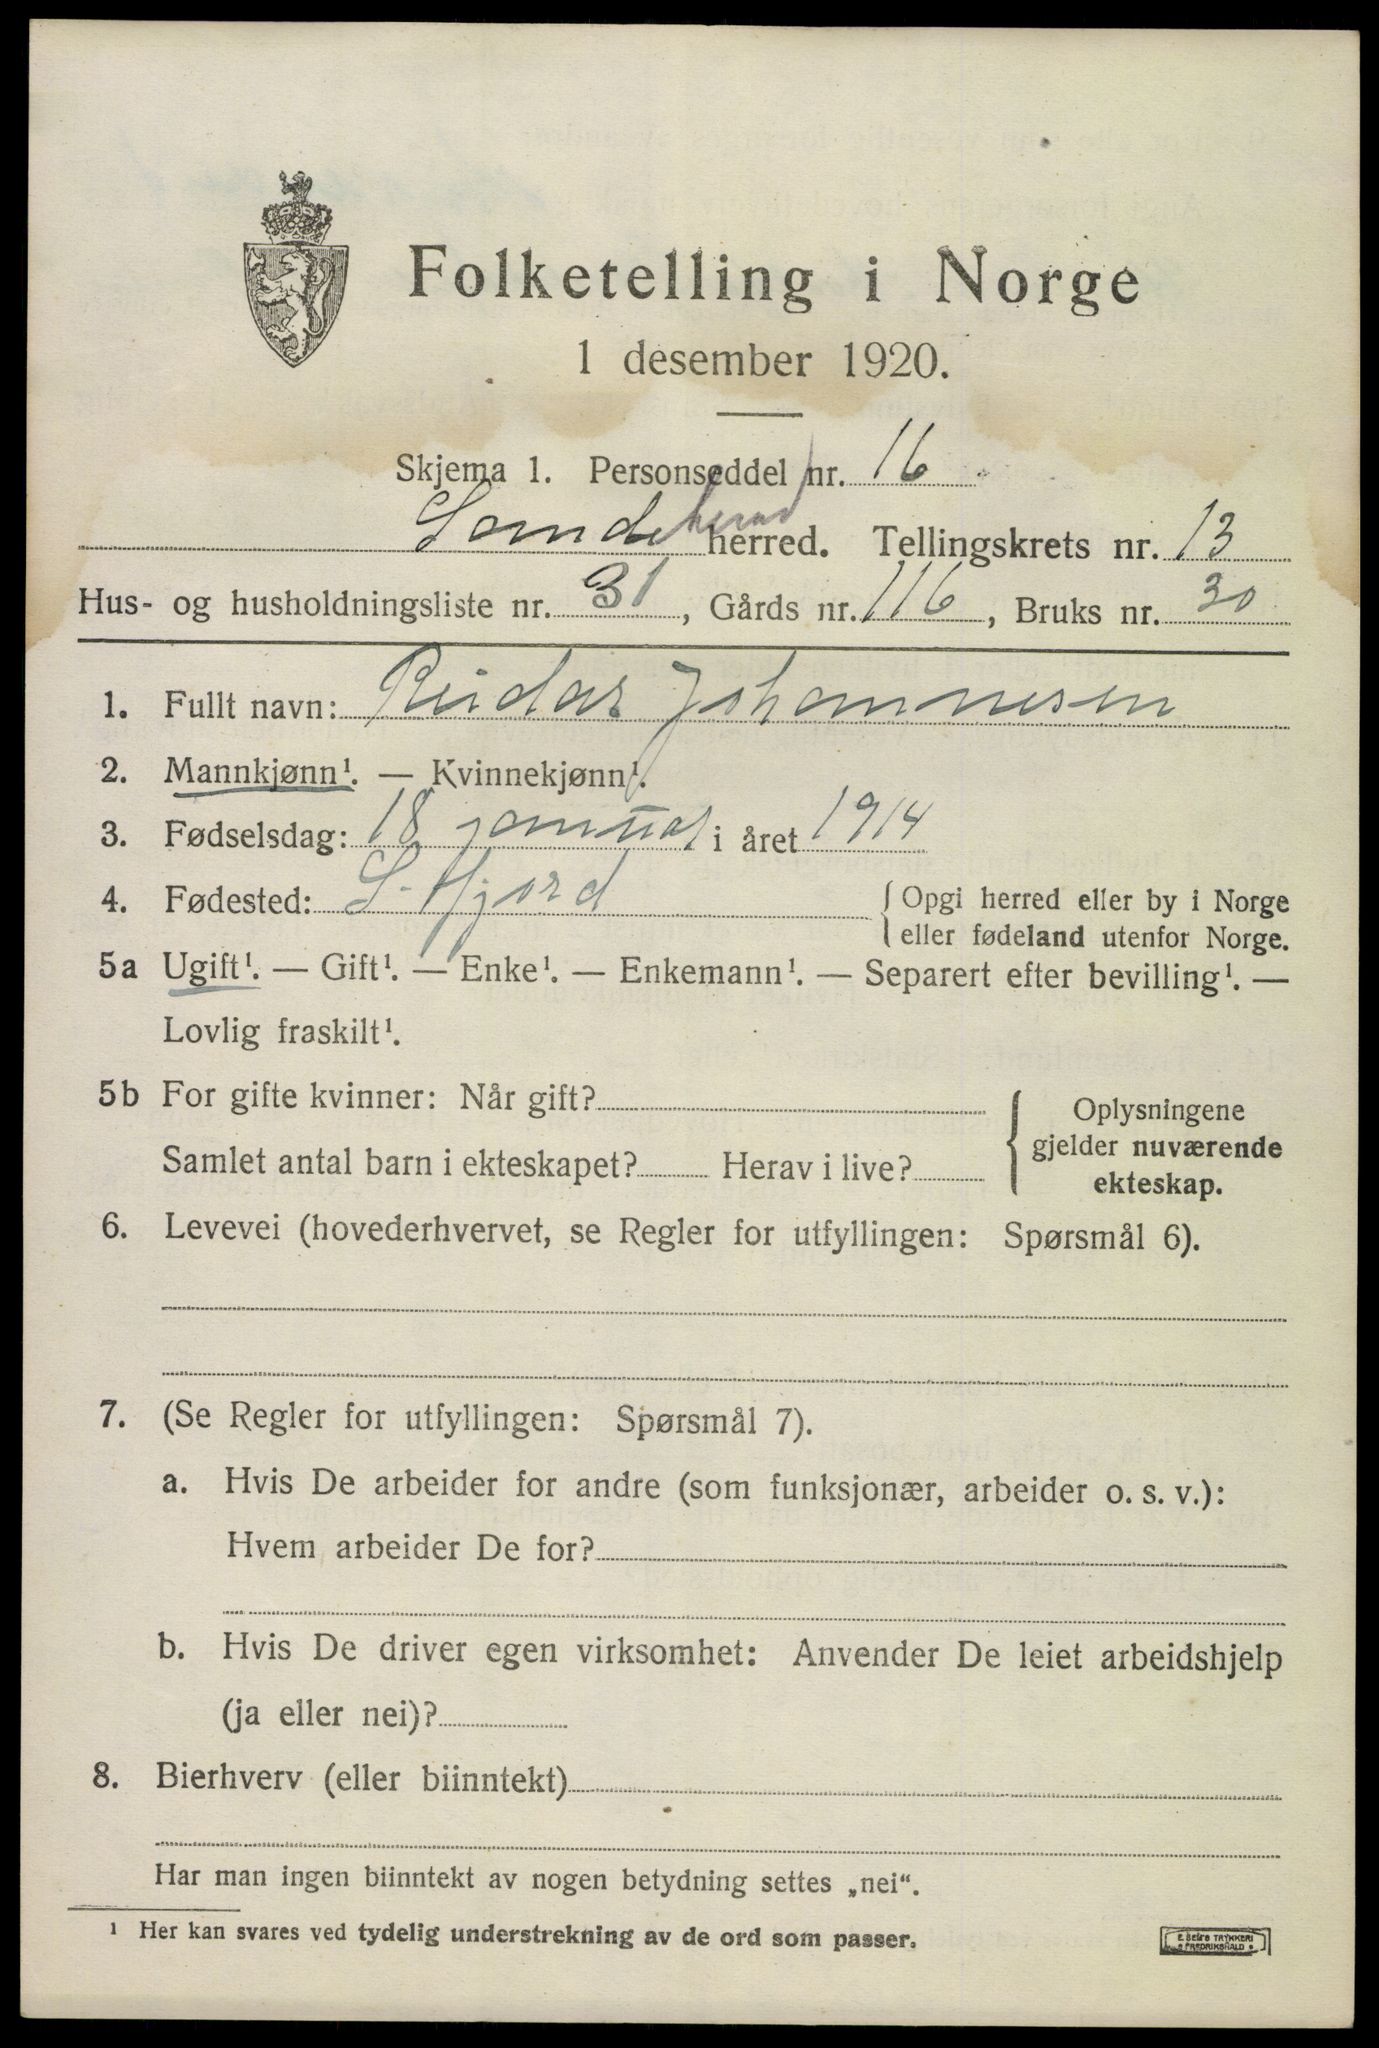 Folketelling i Norge
1 desember 1920.
Skjema 1. Personseddel nr. 16
Sandeherad herred. Tellingskrets nr. 13
Hus- og husholdningsliste nr. 31, Gårds nr. 116, Bruks nr. 30
1. Fullt navn: Reidar Johannesen
2. Mannkjønn¹. — Kvinnekjønn¹.
3. Fødselsdag: 18 januar i året 1914
4. Fødested: S. fjord { Opgi herred eller by i Norge
eller fødeland utenfor Norge.
5a Ugift¹. — Gift¹. — Enke¹. — Enkemann¹. — Separert efter bevilling¹. —
Lovlig fraskilt¹.
5b For gifte kvinner: Når gift? { Oplysningene
gjelder nuværende
Samlet antal barn i ekteskapet? Herav i live?
ekteskap.
6. Levevei (hovederhvervet, se Regler for utfyllingen: Spørsmål 6).
7. (Se Regler for utfyllingen: Spørsmål 7).
a. Hvis De arbeider for andre (som funksjonær, arbeider o. s. v.):
Hvem arbeider De for?
b. Hvis De driver egen virksomhet: Anvender De leiet arbeidshjelp
(ja eller nei)?
8. Bierhverv (eller biinntekt)
Har man ingen biinntekt av nogen betydning settes „nei“.
¹ Her kan svares ved tydelig understrekning av de ord som passer.
E. SEM'S TRYKKERI
FREDRIKSHALD